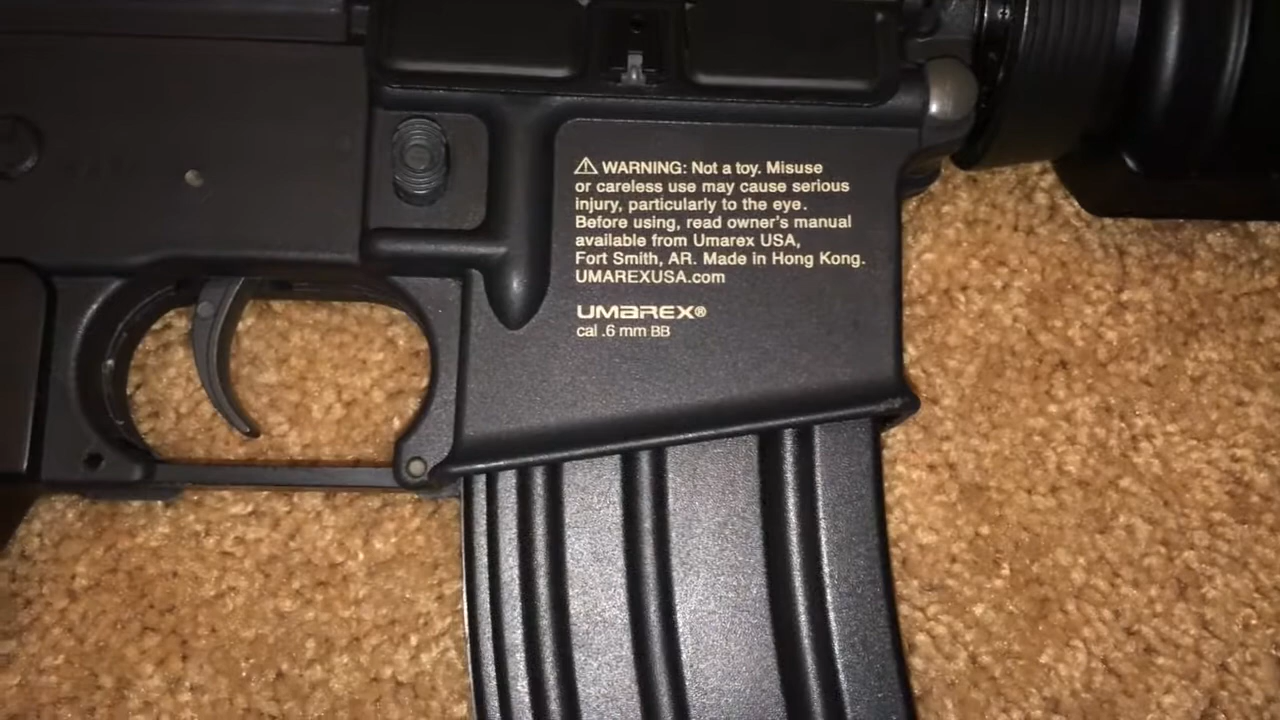 ⚠ WARNING: Not a toy. Misuse
or careless use may cause serious
injury, particularly to the eye.
Before using, read owner's manual
available from Umarex USA,
Fort Smith, AR. Made in Hong Kong.
UMAREXUSA.com
UMAREX®
cal .6 mm BB